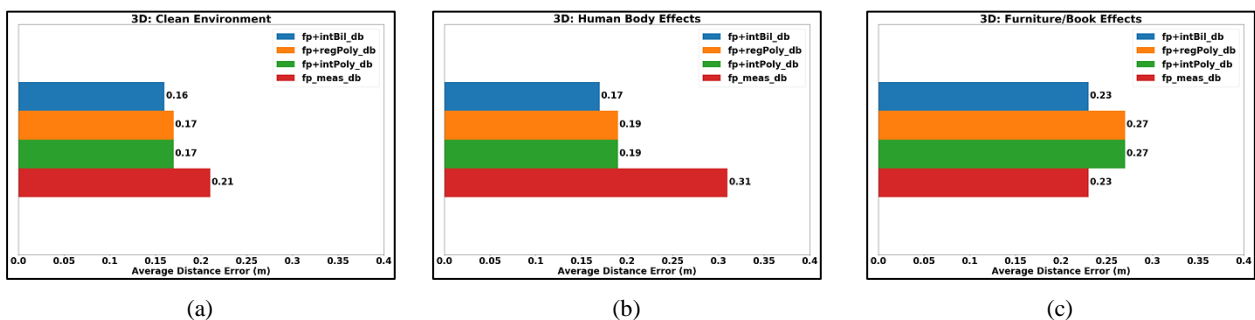 3D: Clean Environment
fp+intBil_db
fp+regPoly_db
fp+intPoly_db
fp_meas_db
0.16
0.17
0.17
0.21
0 0.05 0.1 0.15 0.2 0.25 0.3 0.35 0.4
Average Distance Error (m)
(a)
3D: Human Body Effects
fp+intBil_db
fp+regPoly_db
fp+intPoly_db
fp_meas_db
0.17
0.19
0.19
0.31
0 0.05 0.1 0.15 0.2 0.25 0.3 0.35 0.4
Average Distance Error (m)
(b)
3D: Furniture/Book Effects
fp+intBil_db
fp+regPoly_db
fp+intPoly_db
fp_meas_db
0.23
0.27
0.27
0.23
0 0.05 0.1 0.15 0.2 0.25 0.3 0.35 0.4
Average Distance Error (m)
(c)